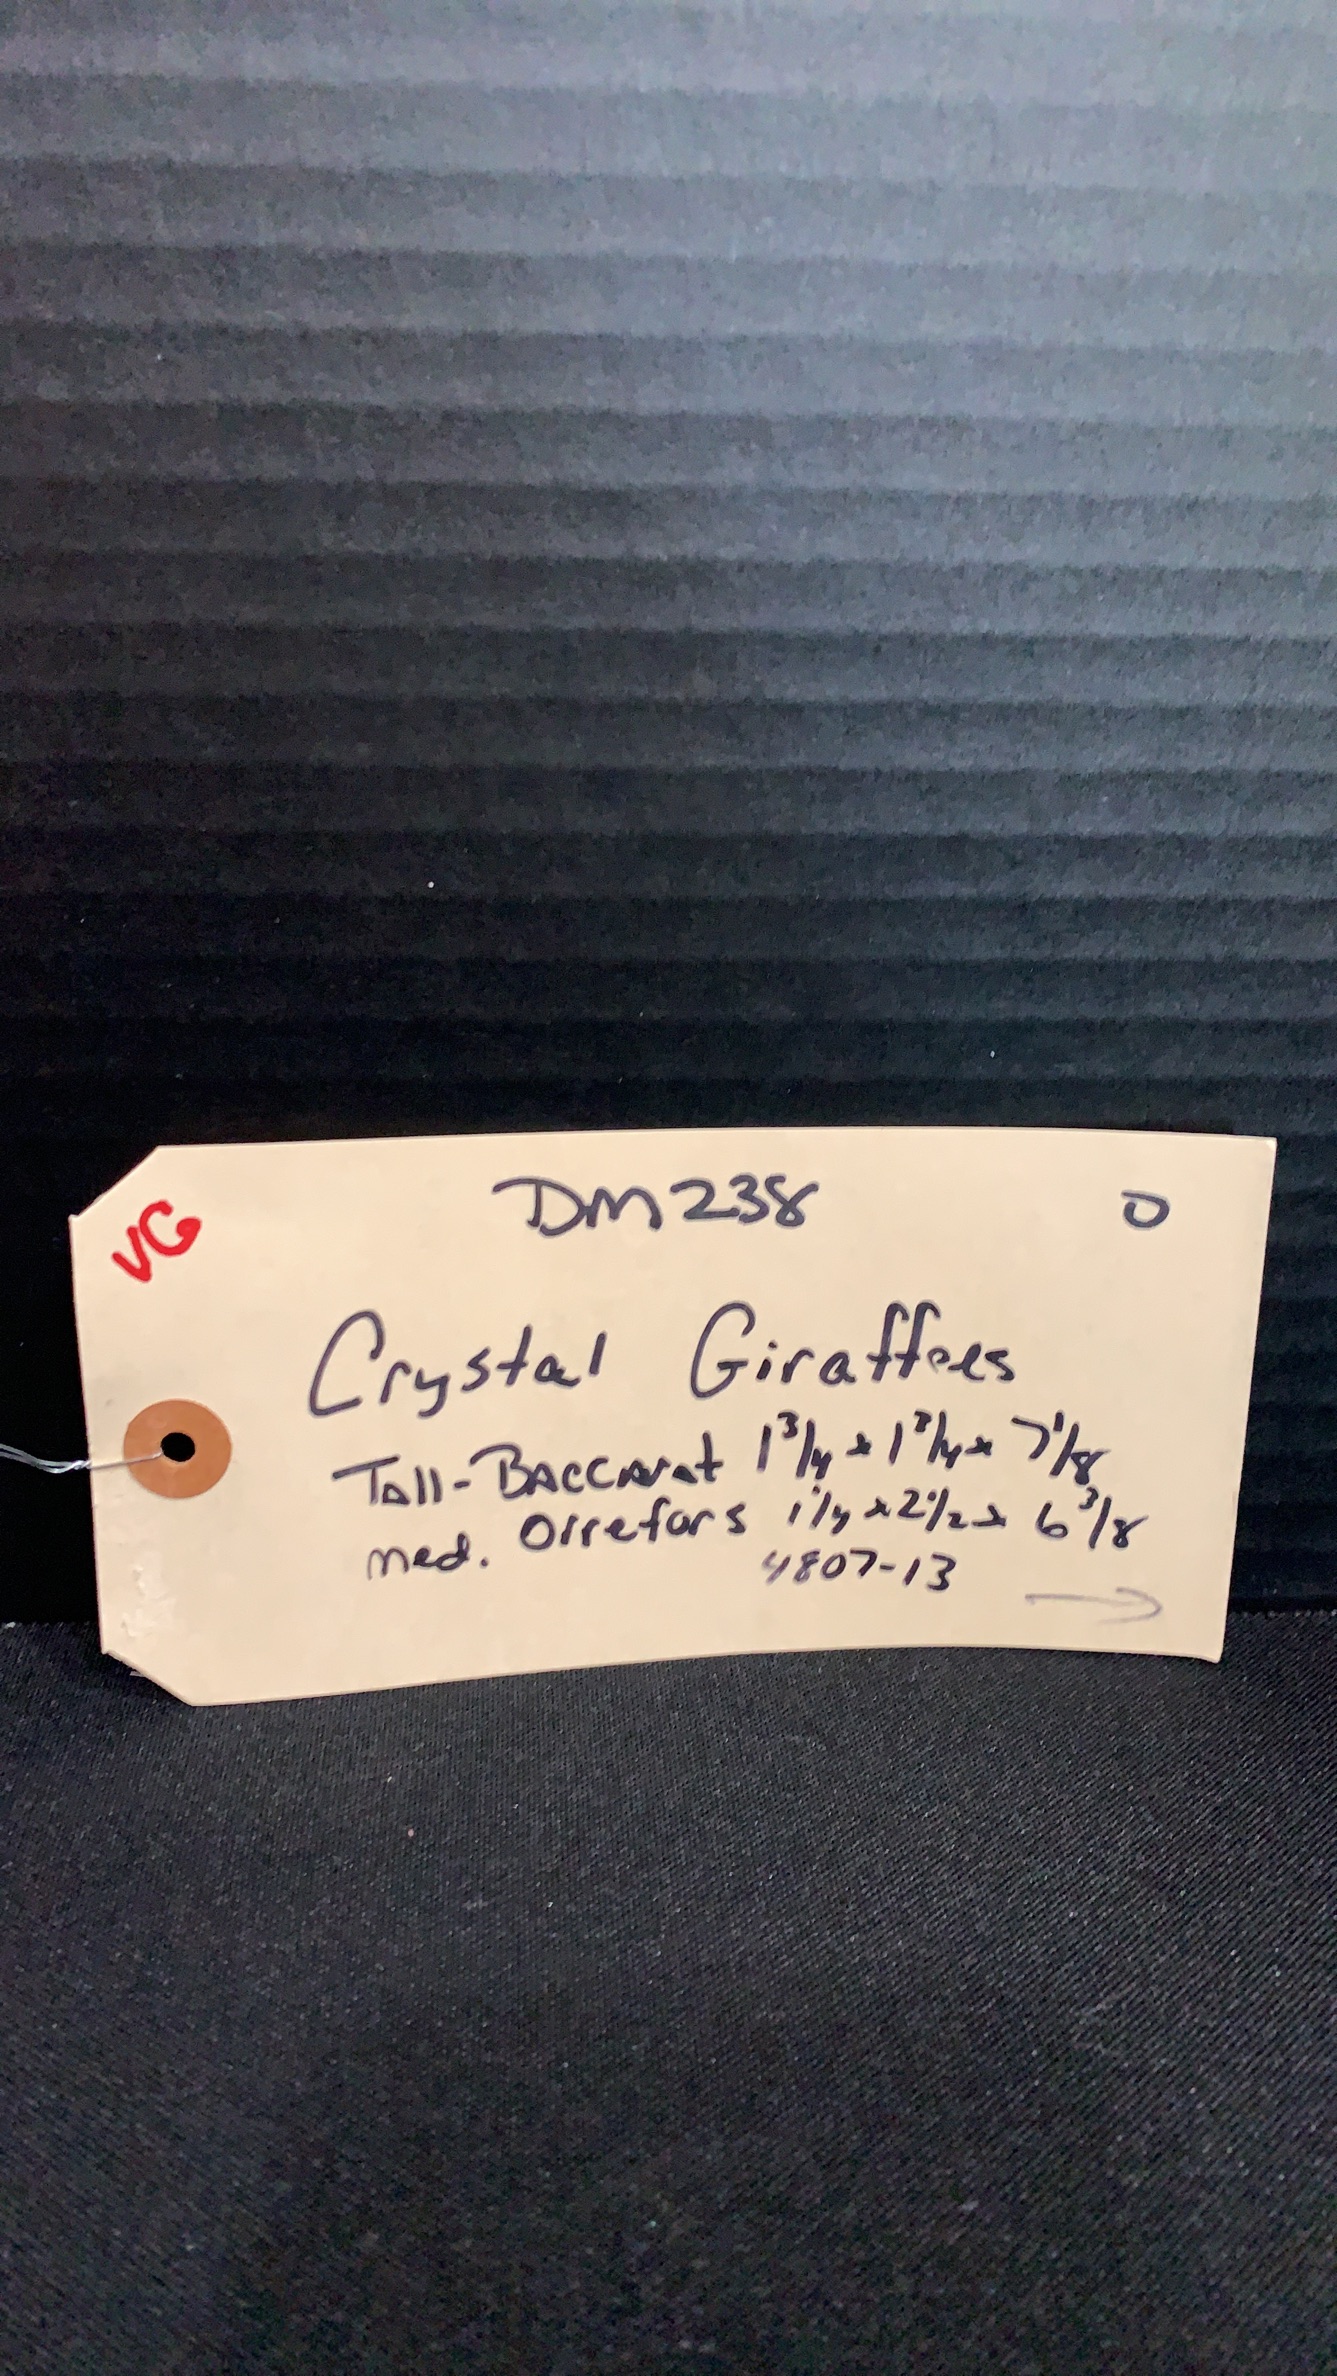 VG
DM238 O
Crystal Giraffes
Tall-Baccarat 1 3/4 x 1 3/4 x 7 1/8
med. Orrefors 1 1/4 x 2 1/2 x 6 3/8
4807-13
→